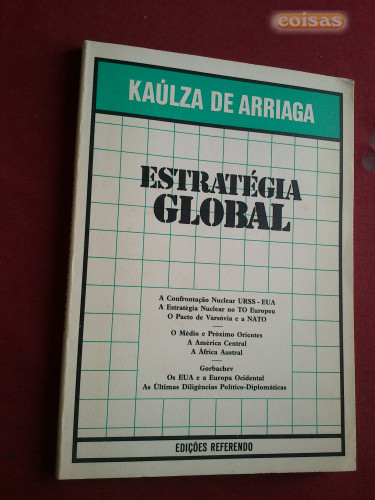 coisas
KAÚLZA DE ARRIAGA
ESTRATÉGIA
GLOBAL
A Confrontação Nuclear URSS-EUA
A Estratégia Nuclear no TO Europeu
O Pacto de Varsóvia e a NATO
O Médio e Próximo Orientes
A América Central
A África Austral
Gorbachev
Os EUA e a Europa Ocidental
As Últimas Diligências Político-Diplomáticas
EDIÇÕES REFERENDO